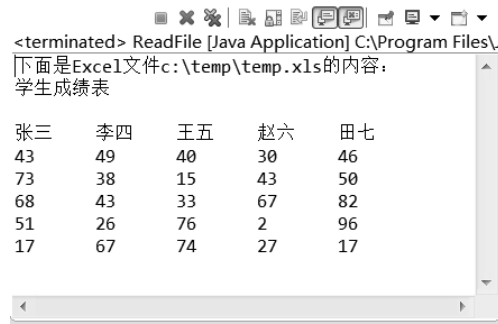 <terminated> ReadFile [Java Application] C:\Program Files\
下面是Excel文件c:\temp\temp.xls的内容：
学生成绩表
张三 李四 王五 赵六 田七
43 49 40 30 46
73 38 15 43 50
68 43 33 67 82
51 26 76 2 96
17 67 74 27 17